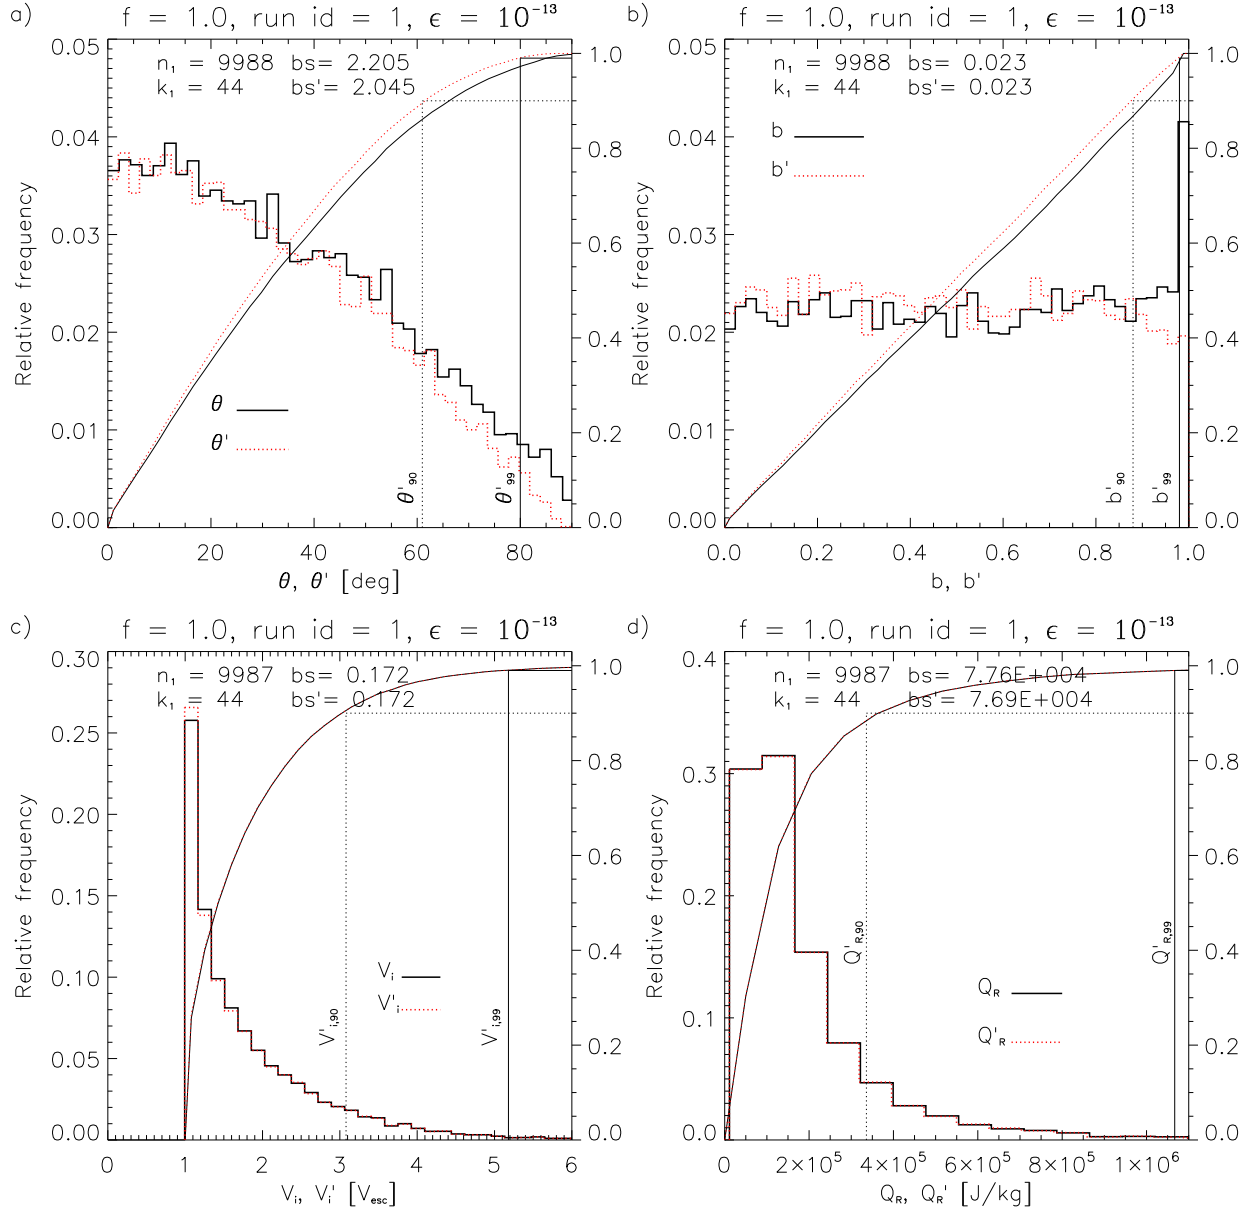 a)
f = 1.0, run id = 1, ϵ = 10⁻¹³
n₁ = 9988 bs= 2.205
k₁ = 44 bs'= 2.045
0.05
0.04
0.03
0.02
0.01
0.00
Relative frequency
1.0
0.8
0.6
0.4
0.2
0.0
θ
θ'
θ'₉₀
θ'₉₉
0 20 40 60 80
θ, θ' [deg]
b)
f = 1.0, run id = 1, ϵ = 10⁻¹³
n₁ = 9988 bs= 0.023
k₁ = 44 bs'= 0.023
b
b'
0.05
0.04
0.03
0.02
0.01
0.00
Relative frequency
1.0
0.8
0.6
0.4
0.2
0.0
b'₉₀
b'₉₉
0.0 0.2 0.4 0.6 0.8 1.0
b, b'
c)
f = 1.0, run id = 1, ϵ = 10⁻¹³
n₁ = 9987 bs= 0.172
k₁ = 44 bs'= 0.172
0.30
0.25
0.20
0.15
0.10
0.05
0.00
Relative frequency
1.0
0.8
0.6
0.4
0.2
0.0
Vᵢ
V'ᵢ
V'i,90
V'i,99
0 1 2 3 4 5 6
Vᵢ, Vᵢ' [Vesc]
d)
f = 1.0, run id = 1, ϵ = 10⁻¹³
n₁ = 9987 bs= 7.76E+004
k₁ = 44 bs'= 7.69E+004
0.4
0.3
0.2
0.1
0.0
Relative frequency
1.0
0.8
0.6
0.4
0.2
0.0
Q'R,90
Q'R,99
QR
Q'R
0 2×10⁵ 4×10⁵ 6×10⁵ 8×10⁵ 1×10⁶
QR, QR' [J/kg]